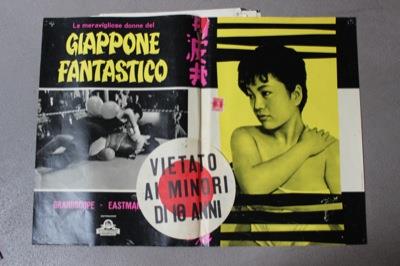 Le meravigliose donne del
GIAPPONE
FANTASTICO
VIETATO
AI MINORI
DI 18 ANNI
GRANDSCOPE - EASTMAN